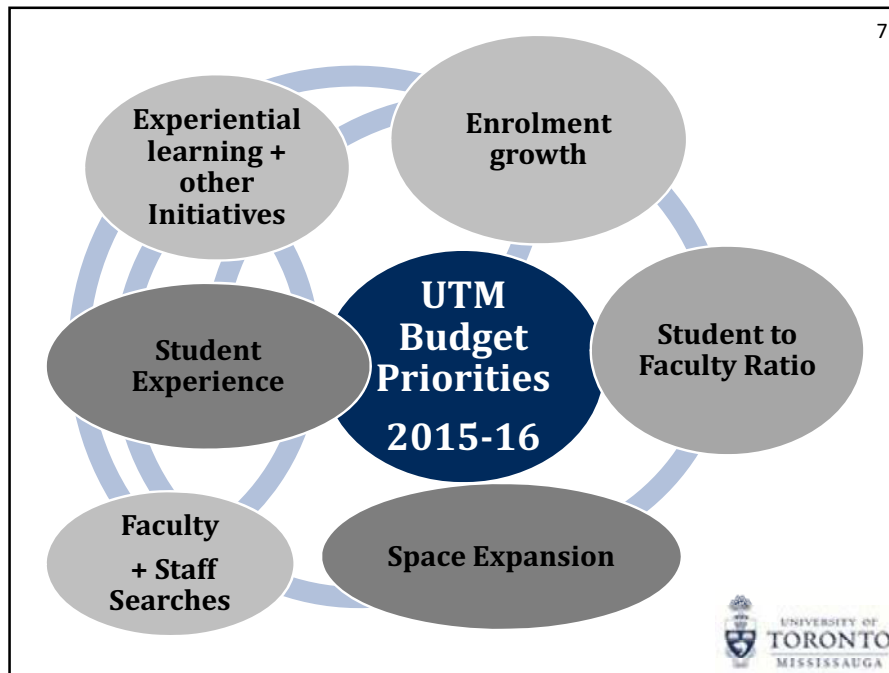 7
Experiential
learning +
other
Initiatives
Enrolment
growth
UTM
Budget
Priorities
2015-16
Student to
Faculty Ratio
Student
Experience
Space Expansion
Faculty
+ Staff
Searches
UNIVERSITY OF
TORONTO
MISSISSAUGA